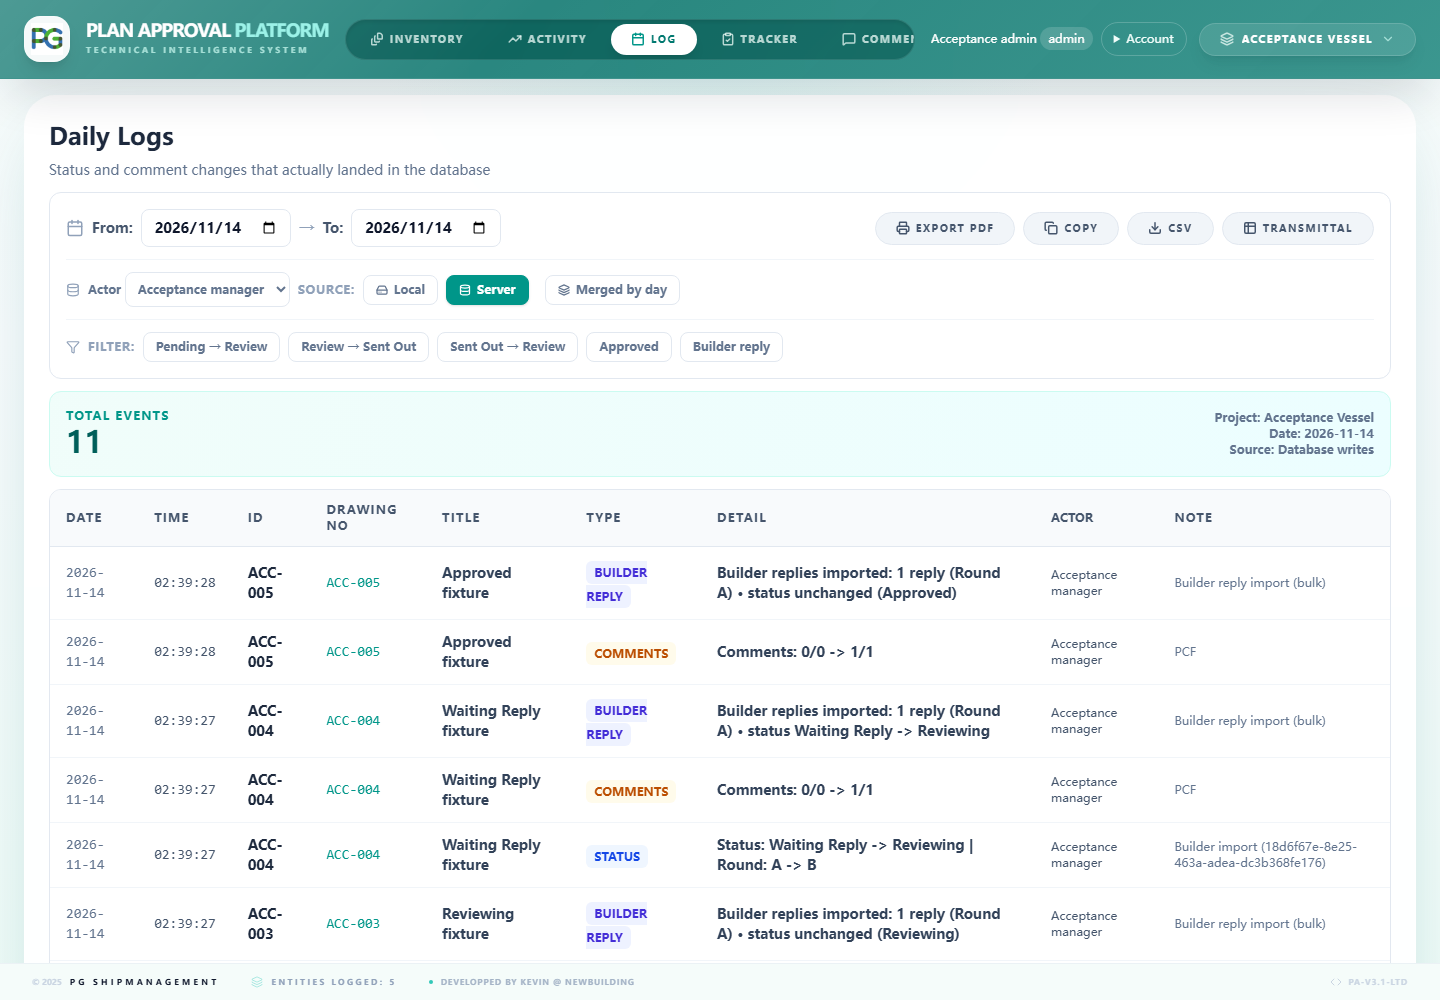 PG
PLAN APPROVAL PLATFORM
TECHNICAL INTELLIGENCE SYSTEM
INVENTORY
ACTIVITY
LOG
TRACKER
COMMEN
Acceptance admin admin
Account
ACCEPTANCE VESSEL
Daily Logs
Status and comment changes that actually landed in the database
From: 2026/11/14 → To: 2026/11/14
EXPORT PDF
COPY
CSV
TRANSMITTAL
Actor Acceptance manager SOURCE: Local Server Merged by day
FILTER: Pending → Review Review → Sent Out Sent Out → Review Approved Builder reply
TOTAL EVENTS
11
Project: Acceptance Vessel
Date: 2026-11-14
Source: Database writes
DATE TIME ID DRAWING NO TITLE TYPE DETAIL ACTOR NOTE
2026-11-14 02:39:28 ACC-005 ACC-005 Approved fixture BUILDER REPLY Builder replies imported: 1 reply (Round A) • status unchanged (Approved) Acceptance manager Builder reply import (bulk)
2026-11-14 02:39:28 ACC-005 ACC-005 Approved fixture COMMENTS Comments: 0/0 -> 1/1 Acceptance manager PCF
2026-11-14 02:39:27 ACC-004 ACC-004 Waiting Reply fixture BUILDER REPLY Builder replies imported: 1 reply (Round A) • status Waiting Reply -> Reviewing Acceptance manager Builder reply import (bulk)
2026-11-14 02:39:27 ACC-004 ACC-004 Waiting Reply fixture COMMENTS Comments: 0/0 -> 1/1 Acceptance manager PCF
2026-11-14 02:39:27 ACC-004 ACC-004 Waiting Reply fixture STATUS Status: Waiting Reply -> Reviewing | Round: A -> B Acceptance manager Builder import (18d6f67e-8e25-463a-adea-dc3b368fe176)
2026-11-14 02:39:27 ACC-003 ACC-003 Reviewing fixture BUILDER REPLY Builder replies imported: 1 reply (Round A) • status unchanged (Reviewing) Acceptance manager Builder reply import (bulk)
© 2025 PG SHIPMANAGEMENT
ENTITIES LOGGED: 5
DEVELOPPED BY KEVIN @ NEWBUILDING
PA-V3.1-LTD